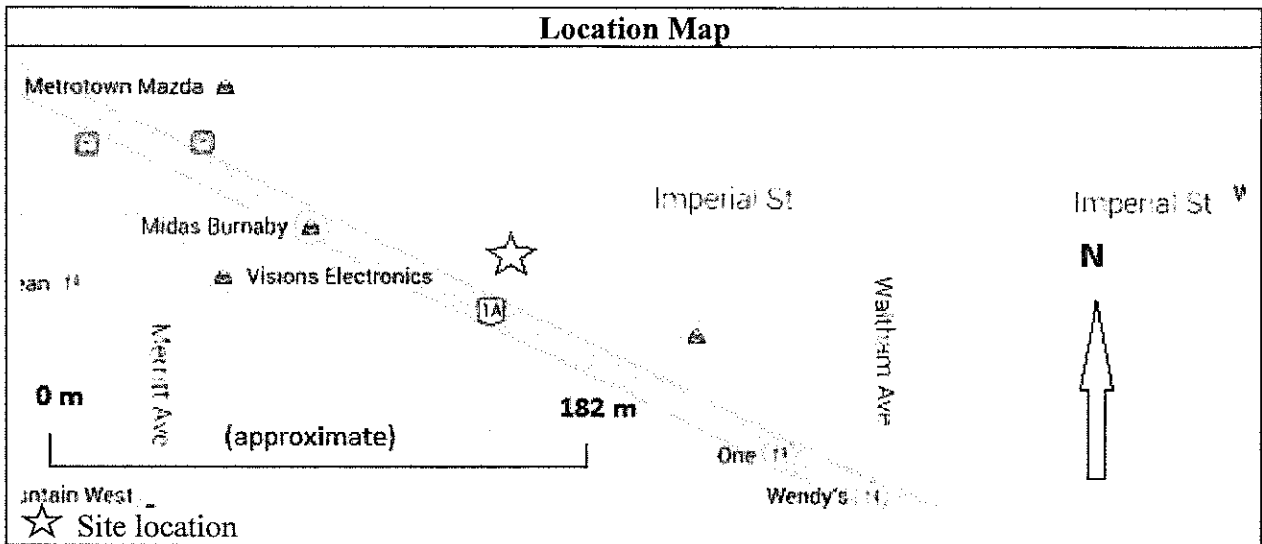 Location Map
Metrotown Mazda
Imperial St
Imperial St
Midas Burnaby
Visions Electronics
1A
Merritt Ave
Waltham Ave
N
0 m
182 m
(approximate)
One
Wendy's
Site location